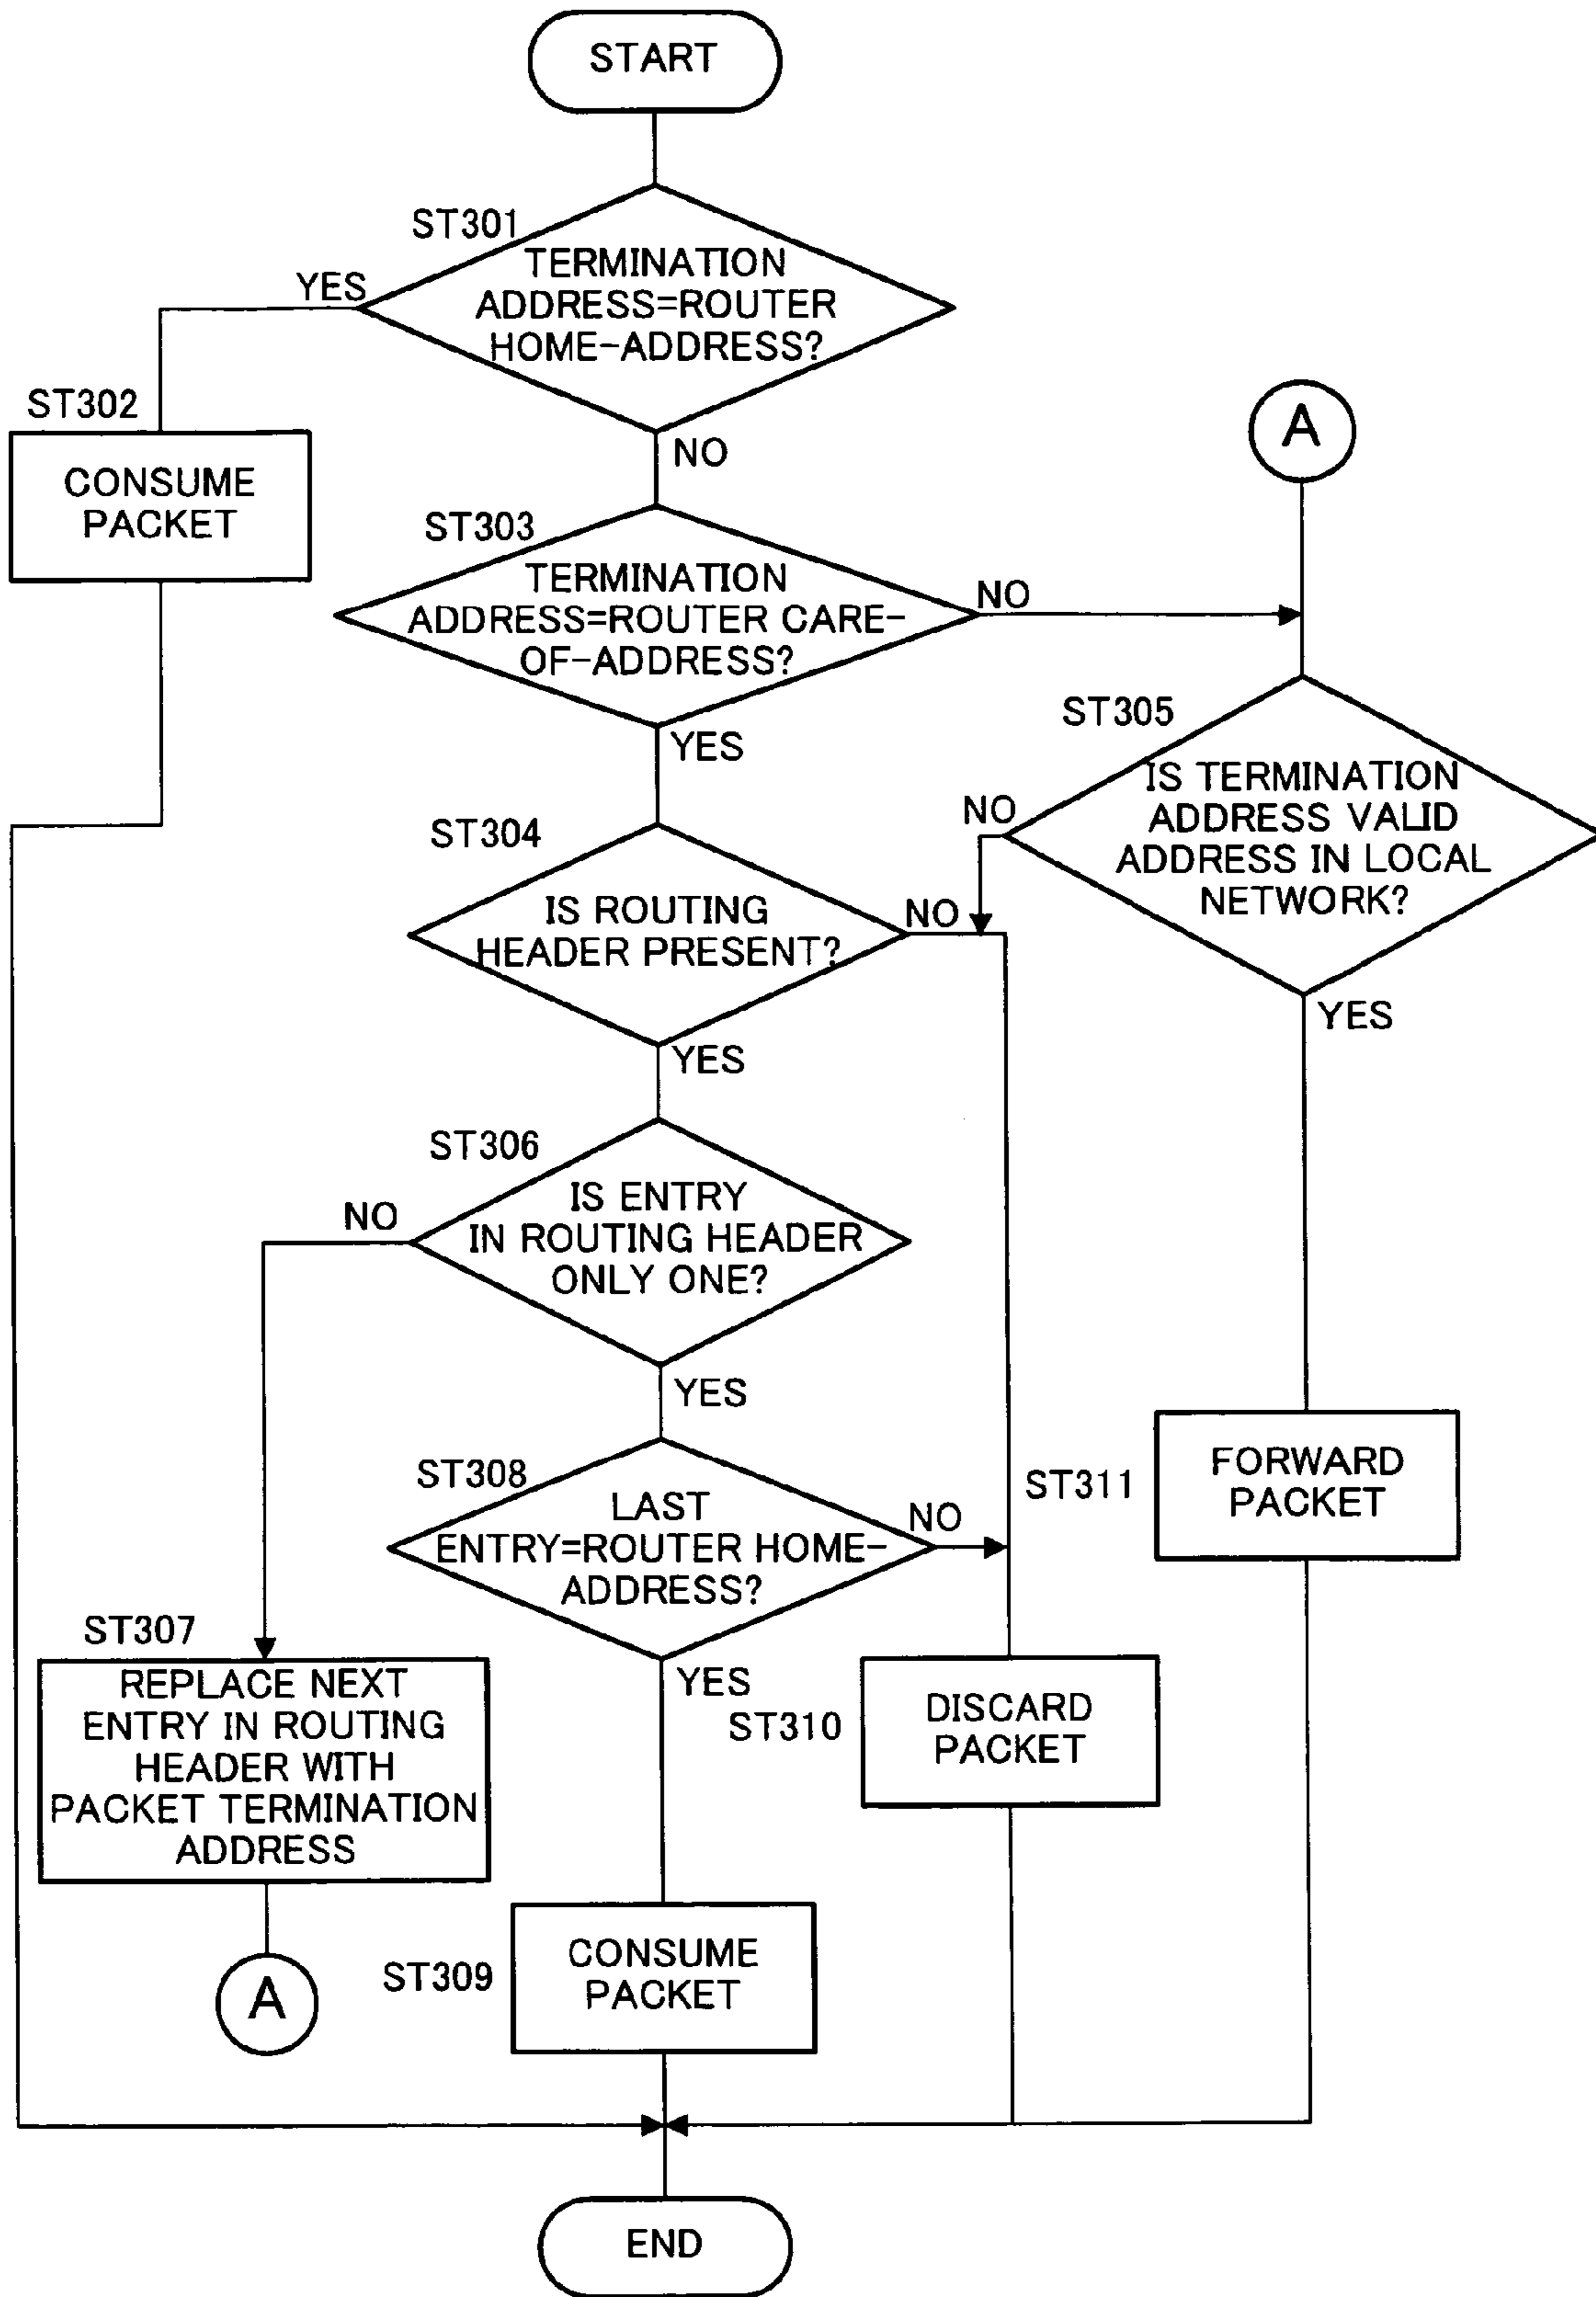 START
ST301
TERMINATION
ADDRESS=ROUTER
HOME-ADDRESS?
YES
NO
ST302
CONSUME
PACKET
A
ST303
TERMINATION
ADDRESS=ROUTER CARE-
OF-ADDRESS?
NO
YES
ST305
IS TERMINATION
ADDRESS VALID
ADDRESS IN LOCAL
NETWORK?
NO
YES
ST304
IS ROUTING
HEADER PRESENT?
NO
YES
ST306
IS ENTRY
IN ROUTING HEADER
ONLY ONE?
NO
YES
ST308
LAST
ENTRY=ROUTER HOME-
ADDRESS?
NO
YES
ST311
FORWARD
PACKET
ST307
REPLACE NEXT
ENTRY IN ROUTING
HEADER WITH
PACKET TERMINATION
ADDRESS
A
ST310
DISCARD
PACKET
ST309
CONSUME
PACKET
END